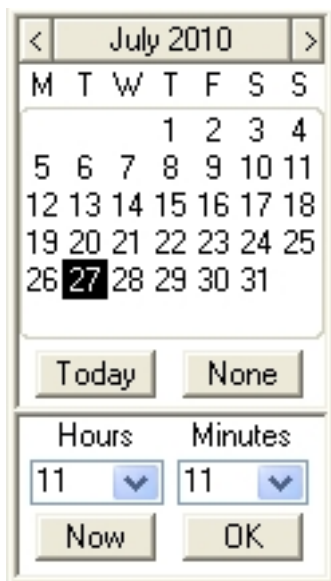 < July 2010 >
M T W T F S S
1 2 3 4
5 6 7 8 9 10 11
12 13 14 15 16 17 18
19 20 21 22 23 24 25
26 27 28 29 30 31
Today None
Hours Minutes
11 11
Now OK